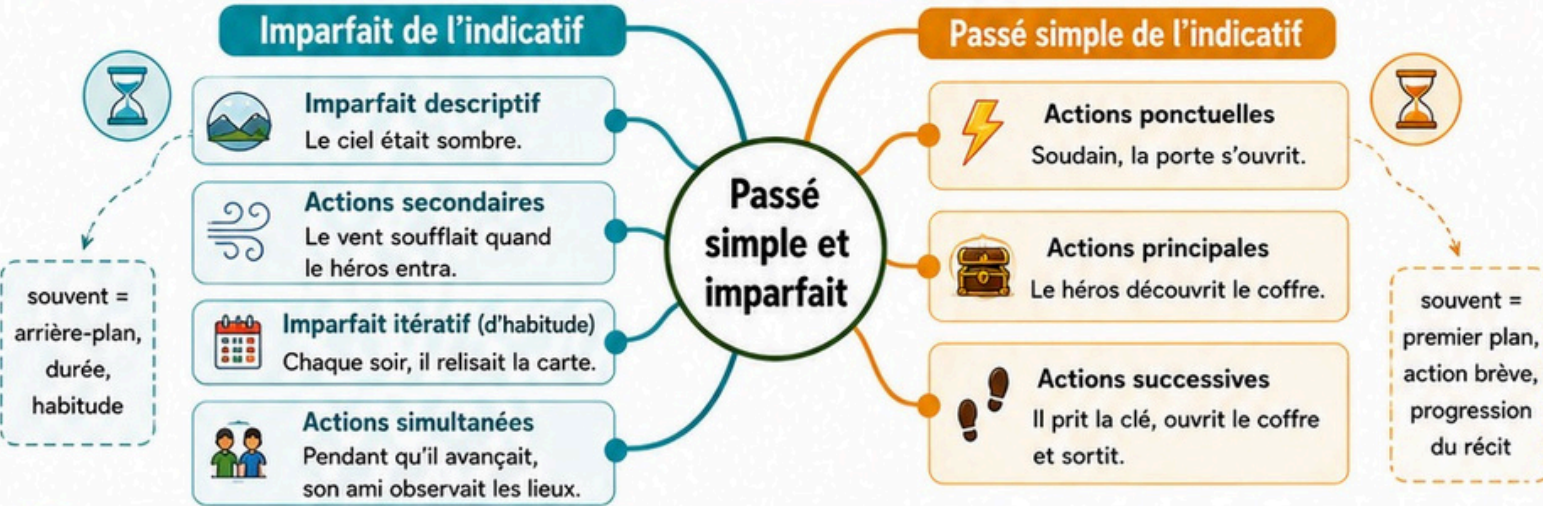 Imparfait de l’indicatif
Imparfait descriptif
Le ciel était sombre.
Actions secondaires
Le vent soufflait quand
le héros entra.
Imparfait itératif (d’habitude)
Chaque soir, il relisait la carte.
Actions simultanées
Pendant qu’il avançait,
son ami observait les lieux.
souvent =
arrière-plan,
durée,
habitude
Passé
simple et
imparfait
Passé simple de l’indicatif
Actions ponctuelles
Soudain, la porte s’ouvrit.
Actions principales
Le héros découvrit le coffre.
Actions successives
Il prit la clé, ouvrit le coffre
et sortit.
souvent =
premier plan,
action brève,
progression
du récit